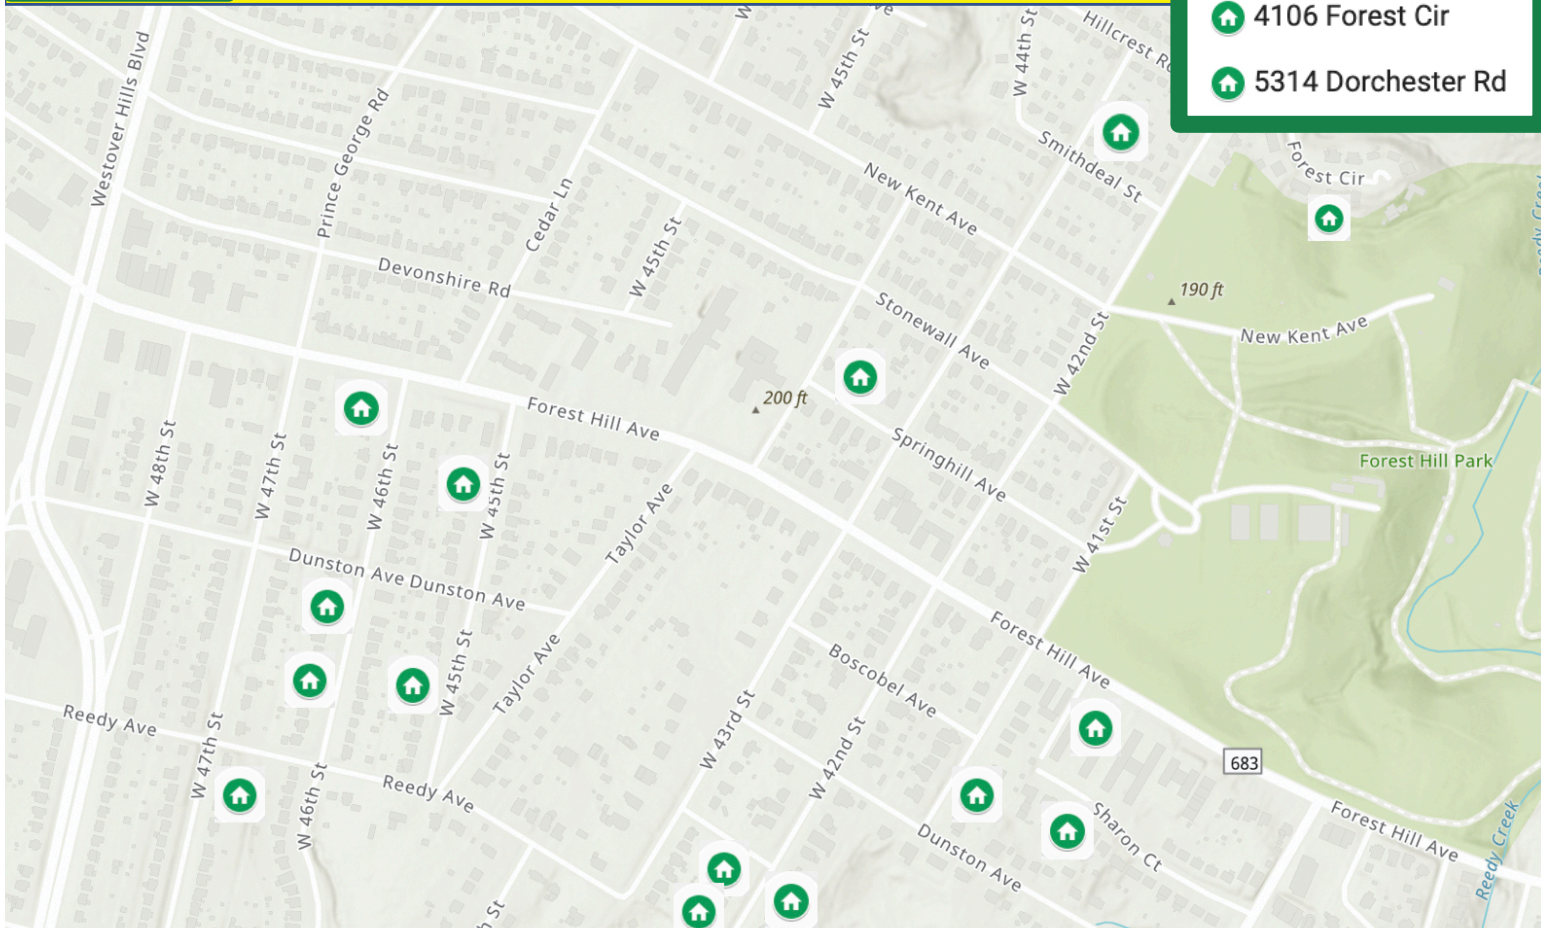 4106 Forest Cir
5314 Dorchester Rd
W 45th St
W 44th St
Hillcrest
Westover Hills Blvd
Prince George Rd
Cedar Ln
Devonshire Rd
W 45th St
New Kent Ave
Smithdeal St
Forest Cir
190 ft
New Kent Ave
Reedy Creek
Stonewall Ave
W 42nd St
200 ft
Forest Hill Ave
Springhill Ave
Forest Hill Park
W 48th St
W 47th St
W 46th St
W 45th St
Taylor Ave
W 41st St
Dunston Ave
Dunston Ave
Forest Hill Ave
W 45th St
Taylor Ave
Boscobel Ave
Reedy Ave
W 47th St
W 46th St
Reedy Ave
W 43rd St
W 42nd St
683
Sharon Ct
Dunston Ave
Forest Hill Ave
Reedy Creek
St